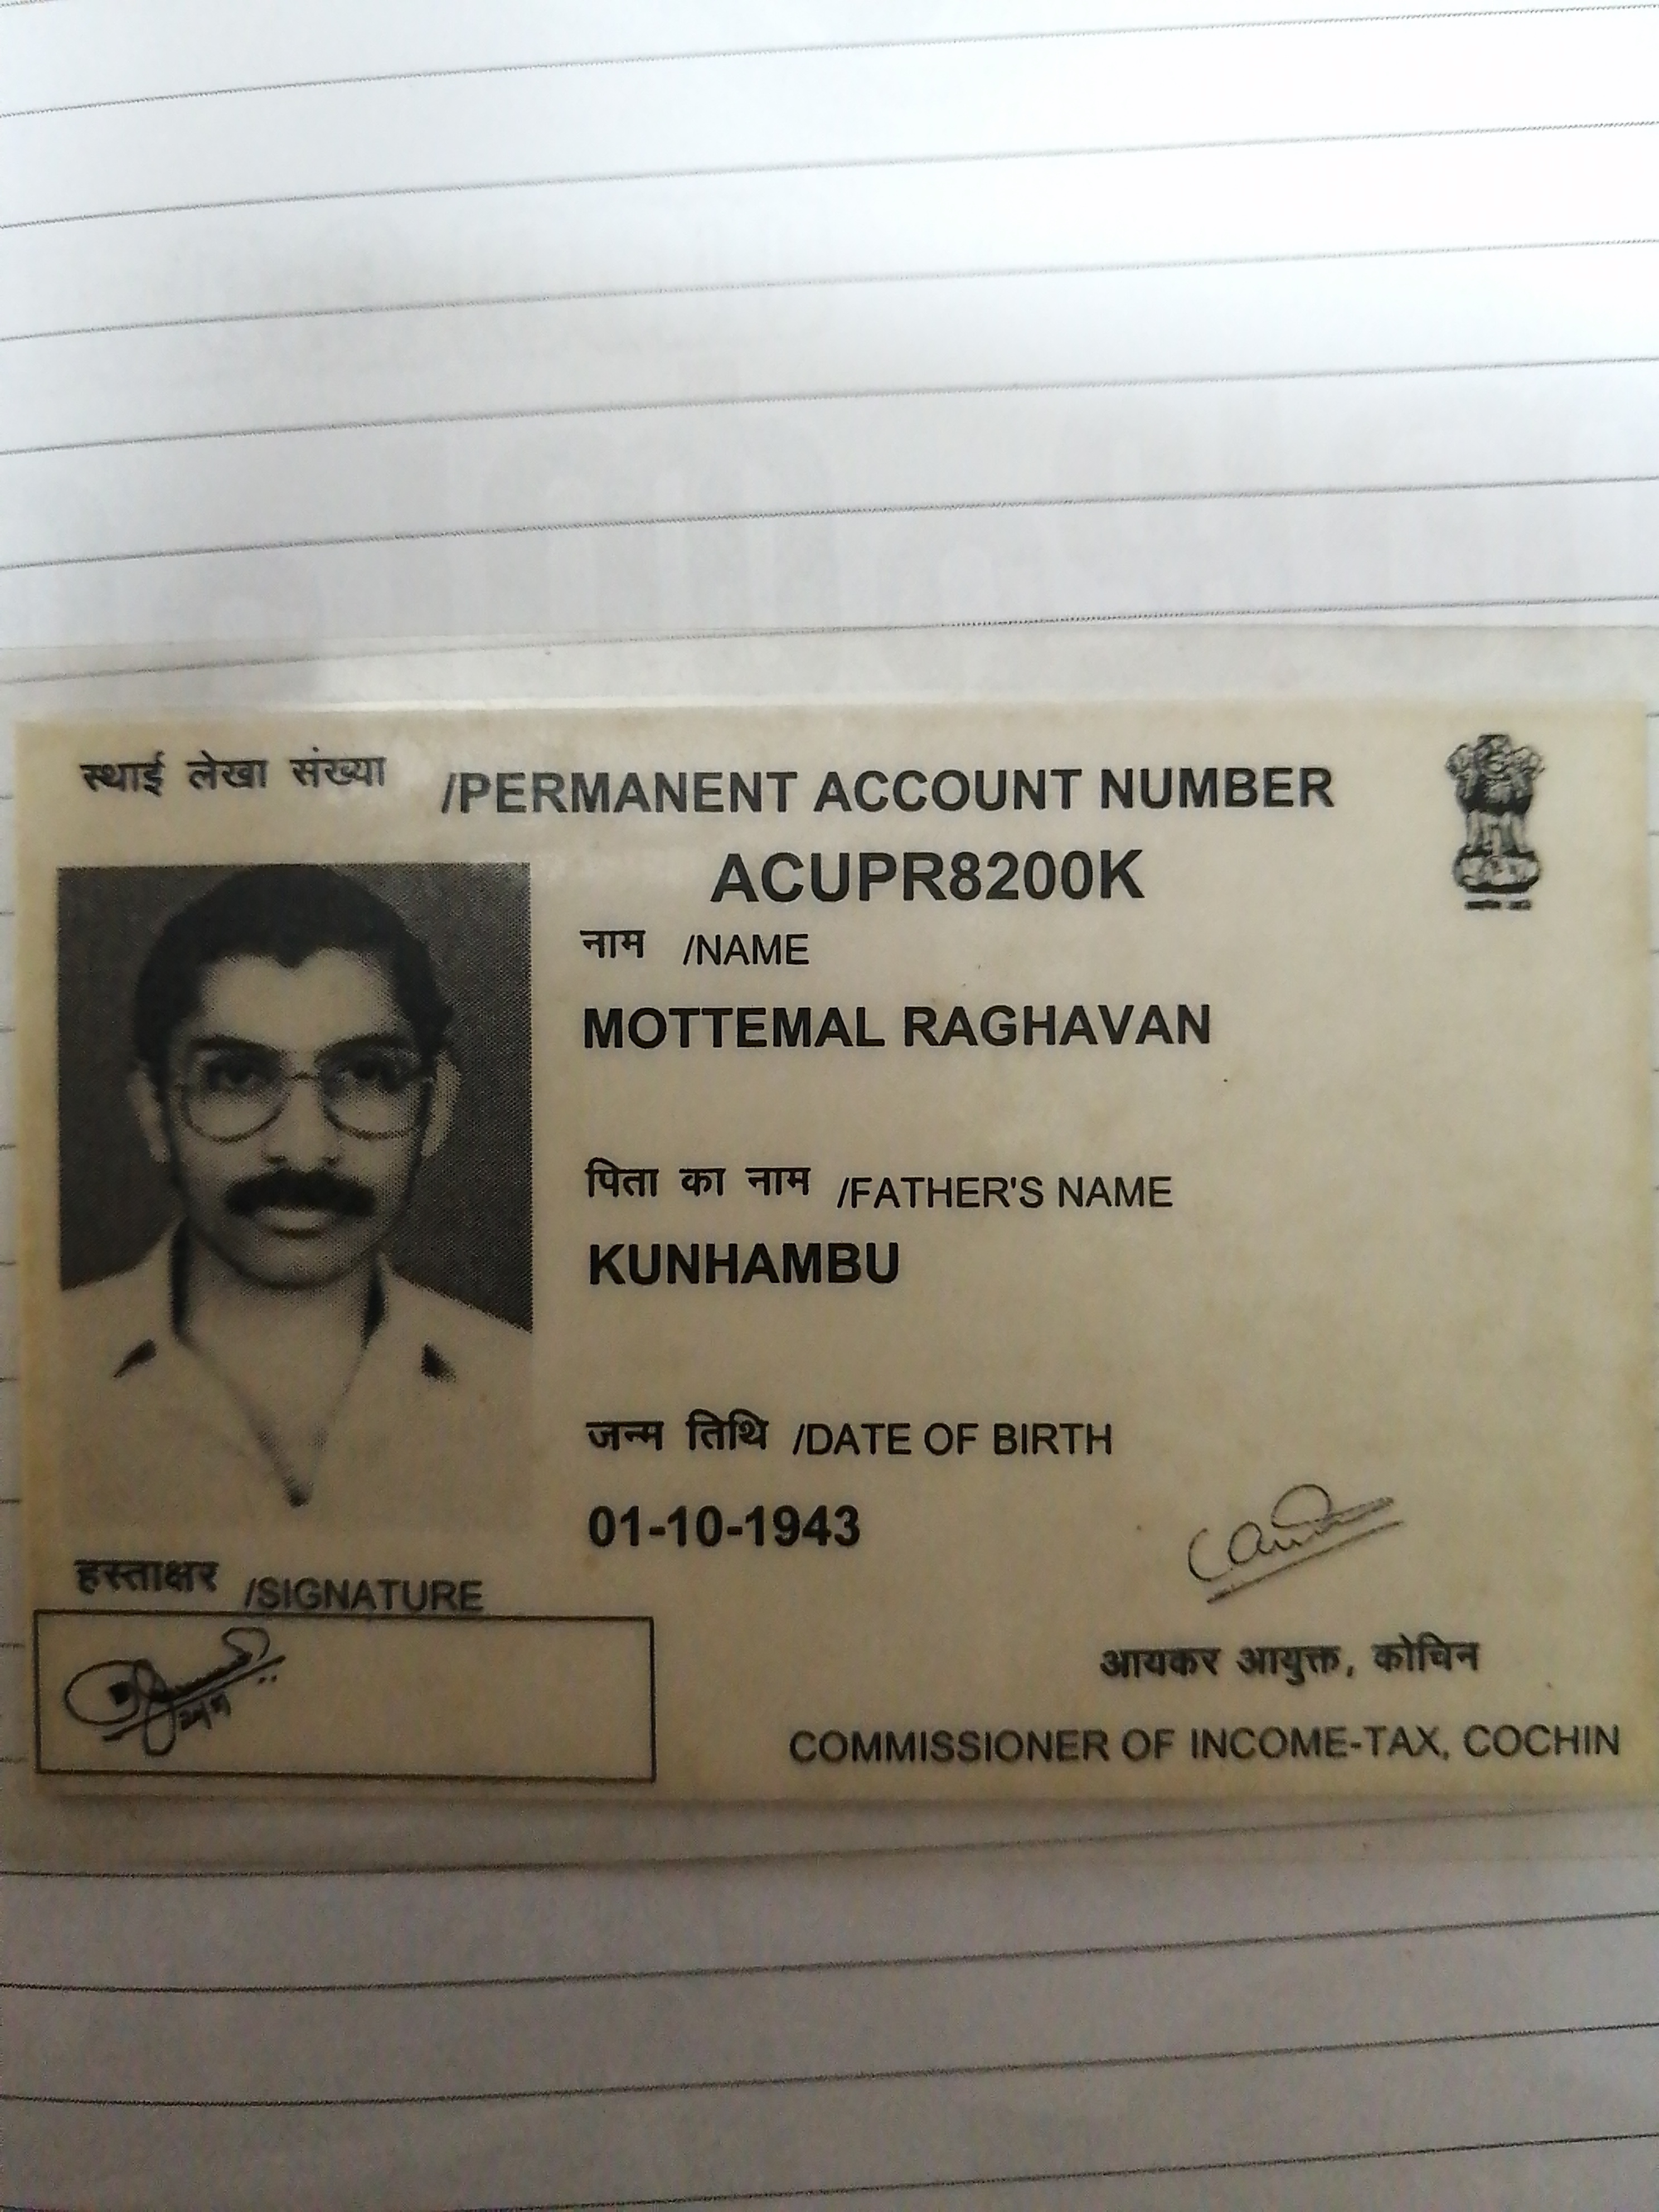 स्थाई लेखा संख्या /PERMANENT ACCOUNT NUMBER
ACUPR8200K
नाम /NAME
MOTTEMAL RAGHAVAN
पिता का नाम /FATHER'S NAME
KUNHAMBU
जन्म तिथि /DATE OF BIRTH
01-10-1943
हस्ताक्षर /SIGNATURE
आयकर आयुक्त, कोचिन
COMMISSIONER OF INCOME-TAX, COCHIN